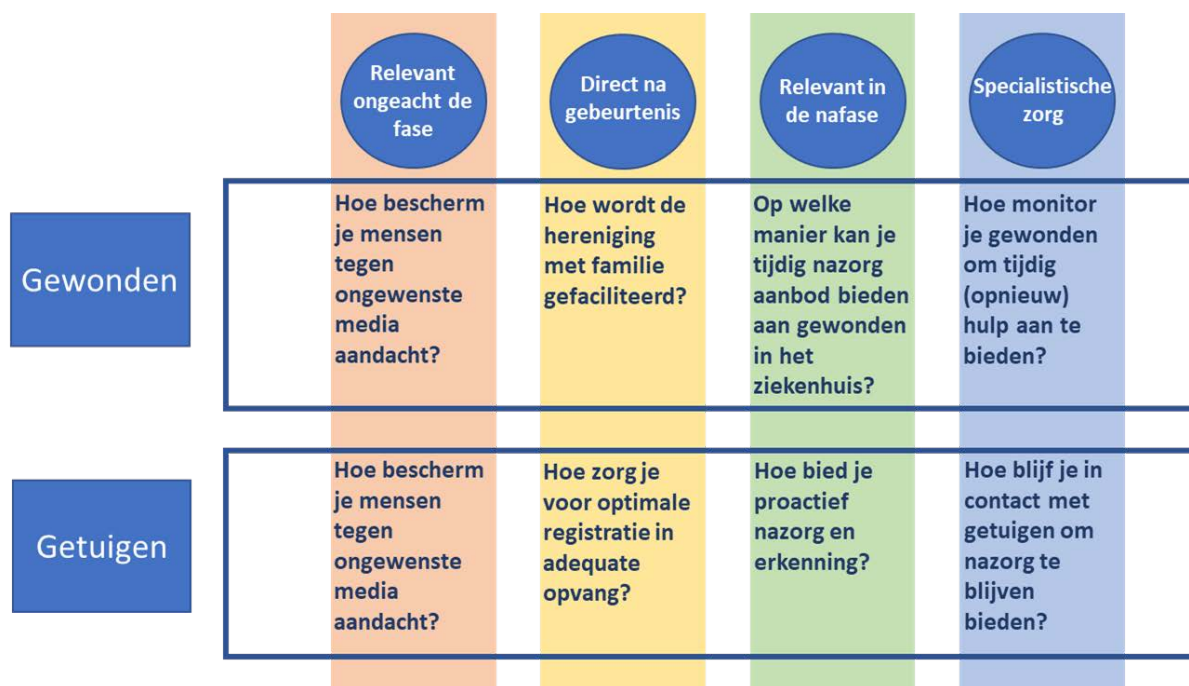 Relevant
ongeacht de
fase
Direct na
gebeurtenis
Relevant in
de nafase
Specialistische
zorg
Gewonden
Hoe bescherm
je mensen
tegen
ongewenste
media
aandacht?
Hoe wordt de
hereniging
met familie
gefaciliteerd?
Op welke
manier kan je
tijdig nazorg
aanbod bieden
aan gewonden
in het
ziekenhuis?
Hoe monitor
je gewonden
om tijdig
(opnieuw)
hulp aan te
bieden?
Getuigen
Hoe bescherm
je mensen
tegen
ongewenste
media
aandacht?
Hoe zorg je
voor optimale
registratie in
adequate
opvang?
Hoe bied je
proactief
nazorg en
erkenning?
Hoe blijf je in
contact met
getuigen om
nazorg te
blijven
bieden?